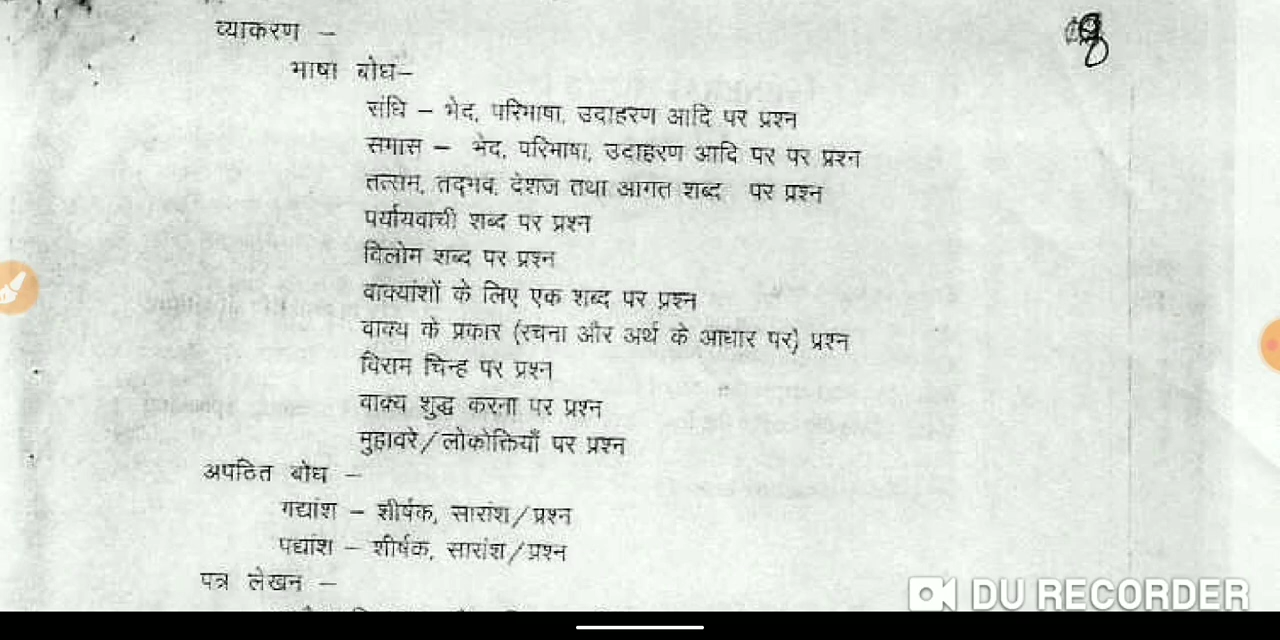 व्याकरण –
8
भाषा बोध–
संधि – भेद, परिभाषा, उदाहरण आदि पर प्रश्न
समास – भेद, परिभाषा, उदाहरण आदि पर पर प्रश्न
तत्सम, तद्भव, देशज तथा आगत शब्द पर प्रश्न
पर्यायवाची शब्द पर प्रश्न
विलोम शब्द पर प्रश्न
वाक्यांशों के लिए एक शब्द पर प्रश्न
वाक्य के प्रकार (रचना और अर्थ के आधार पर) प्रश्न
विराम चिन्ह पर प्रश्न
वाक्य शुद्ध करना पर प्रश्न
मुहावरे/लोकोक्तियाँ पर प्रश्न
अपठित बोध –
गद्यांश – शीर्षक, सारांश/प्रश्न
पद्यांश – शीर्षक, सारांश/प्रश्न
पत्र लेखन –
DU RECORDER